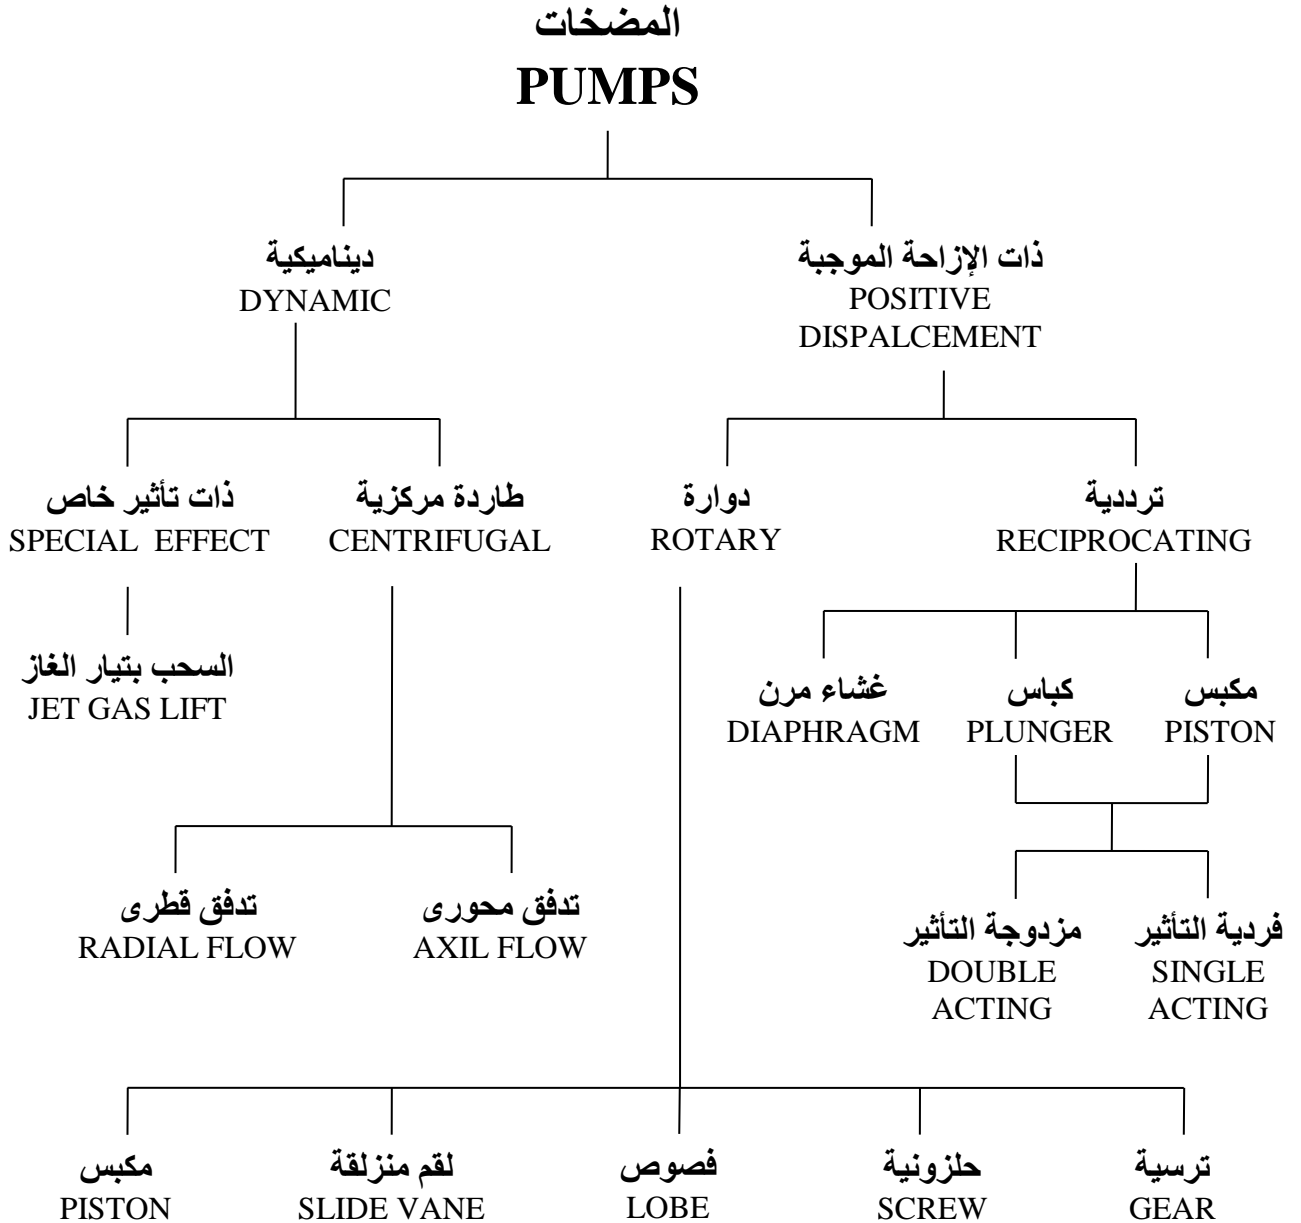 المضخات
PUMPS
ديناميكية
DYNAMIC
ذات الإزاحة الموجبة
POSITIVE
DISPALCEMENT
ذات تأثير خاص
SPECIAL EFFECT
طاردة مركزية
CENTRIFUGAL
دوارة
ROTARY
ترددية
RECIPROCATING
السحب بتيار الغاز
JET GAS LIFT
غشاء مرن
DIAPHRAGM
كباس
PLUNGER
مكبس
PISTON
تدفق قطرى
RADIAL FLOW
تدفق محورى
AXIL FLOW
مزدوجة التأثير
DOUBLE
ACTING
فردية التأثير
SINGLE
ACTING
مكبس
PISTON
لقم منزلقة
SLIDE VANE
فصوص
LOBE
حلزونية
SCREW
ترسية
GEAR